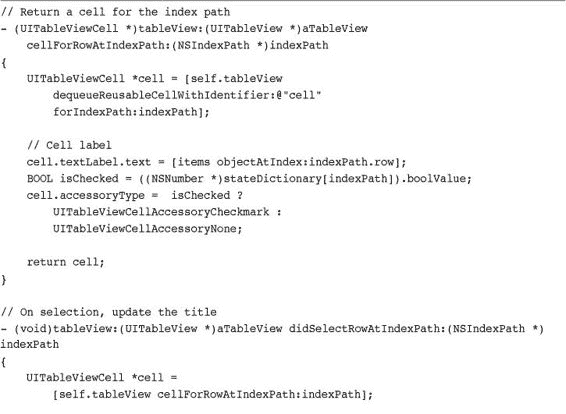 // Return a cell for the index path
- (UITableViewCell *)tableView:(UITableView *)aTableView
    cellForRowAtIndexPath:(NSIndexPath *)indexPath
{
    UITableViewCell *cell = [self.tableView
        dequeueReusableCellWithIdentifier:@"cell"
        forIndexPath:indexPath];

    // Cell label
    cell.textLabel.text = [items objectAtIndex:indexPath.row];
    BOOL isChecked = ((NSNumber *)stateDictionary[indexPath]).boolValue;
    cell.accessoryType =  isChecked ?
        UITableViewCellAccessoryCheckmark :
        UITableViewCellAccessoryNone;

    return cell;
}

// On selection, update the title
- (void)tableView:(UITableView *)aTableView didSelectRowAtIndexPath:(NSIndexPath *)
indexPath
{
    UITableViewCell *cell =
        [self.tableView cellForRowAtIndexPath:indexPath];